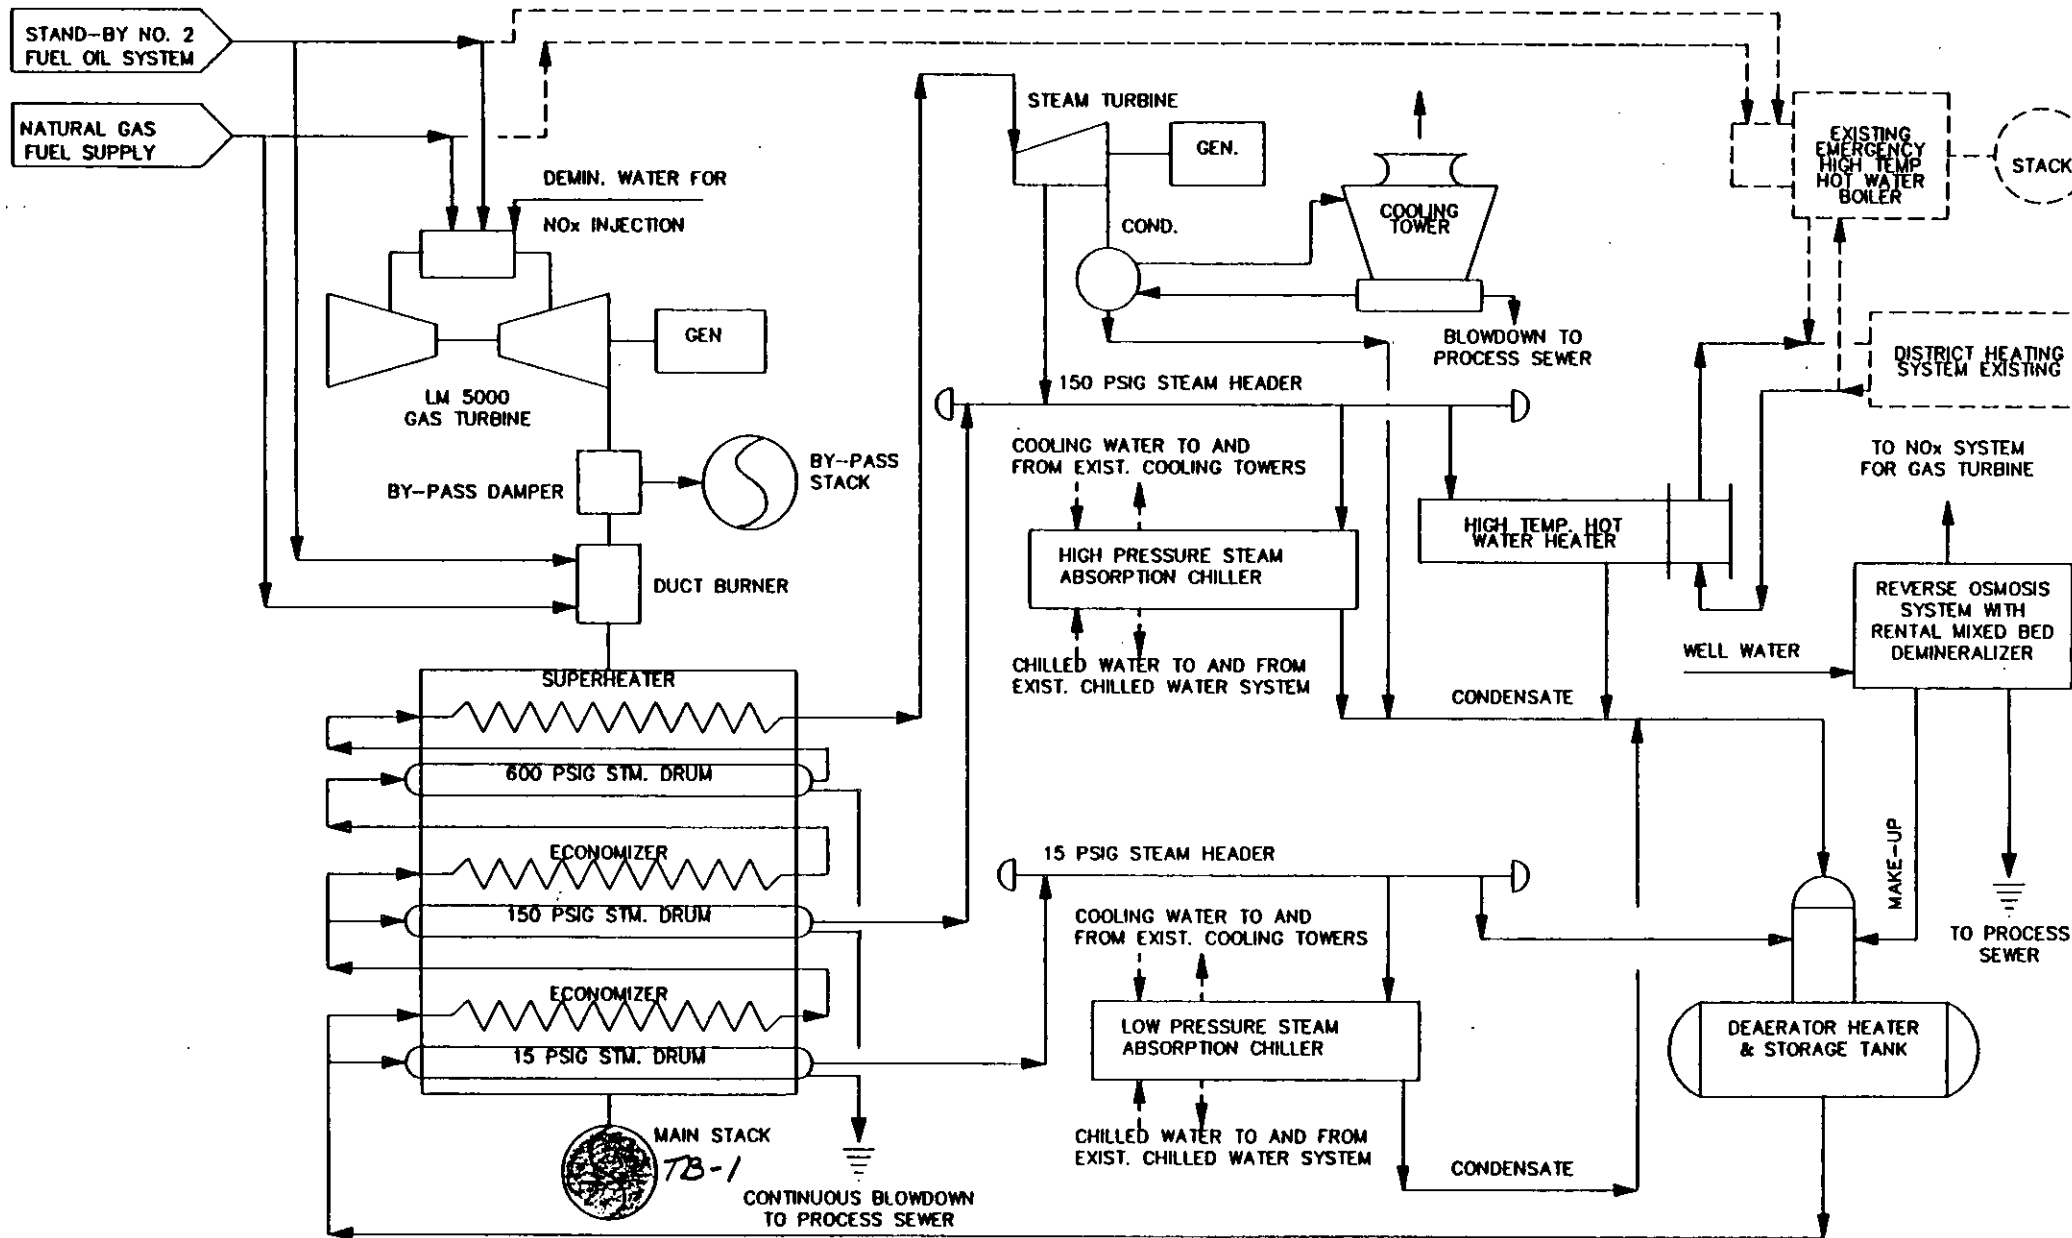 STAND-BY NO. 2
FUEL OIL SYSTEM
NATURAL GAS
FUEL SUPPLY
DEMIN. WATER FOR
NOx INJECTION
GEN
LM 5000
GAS TURBINE
BY-PASS DAMPER
BY-PASS
STACK
DUCT BURNER
SUPERHEATER
600 PSIG STM. DRUM
ECONOMIZER
150 PSIG STM. DRUM
ECONOMIZER
15 PSIG STM. DRUM
MAIN STACK
TB-1
CONTINUOUS BLOWDOWN
TO PROCESS SEWER
STEAM TURBINE
GEN.
COND.
COOLING
TOWER
BLOWDOWN TO
PROCESS SEWER
150 PSIG STEAM HEADER
COOLING WATER TO AND
FROM EXIST. COOLING TOWERS
HIGH PRESSURE STEAM
ABSORPTION CHILLER
CHILLED WATER TO AND FROM
EXIST. CHILLED WATER SYSTEM
HIGH TEMP. HOT
WATER HEATER
CONDENSATE
15 PSIG STEAM HEADER
COOLING WATER TO AND
FROM EXIST. COOLING TOWERS
LOW PRESSURE STEAM
ABSORPTION CHILLER
CHILLED WATER TO AND FROM
EXIST. CHILLED WATER SYSTEM
CONDENSATE
EXISTING
EMERGENCY
HIGH TEMP
HOT WATER
BOILER
STACK
DISTRICT HEATING
SYSTEM EXISTING
TO NOx SYSTEM
FOR GAS TURBINE
REVERSE OSMOSIS
SYSTEM WITH
RENTAL MIXED BED
DEMINERALIZER
WELL WATER
MAKE-UP
TO PROCESS
SEWER
DEAERATOR HEATER
& STORAGE TANK